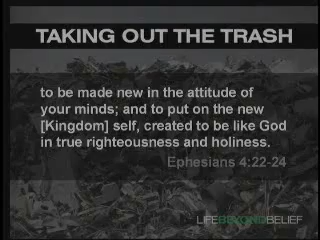 TAKING OUT THE TRASH
to be made new in the attitude of
your minds; and to put on the new
[Kingdom] self, created to be like God
in true righteousness and holiness.
Ephesians 4:22-24
LIFEBEYONDBELIEF